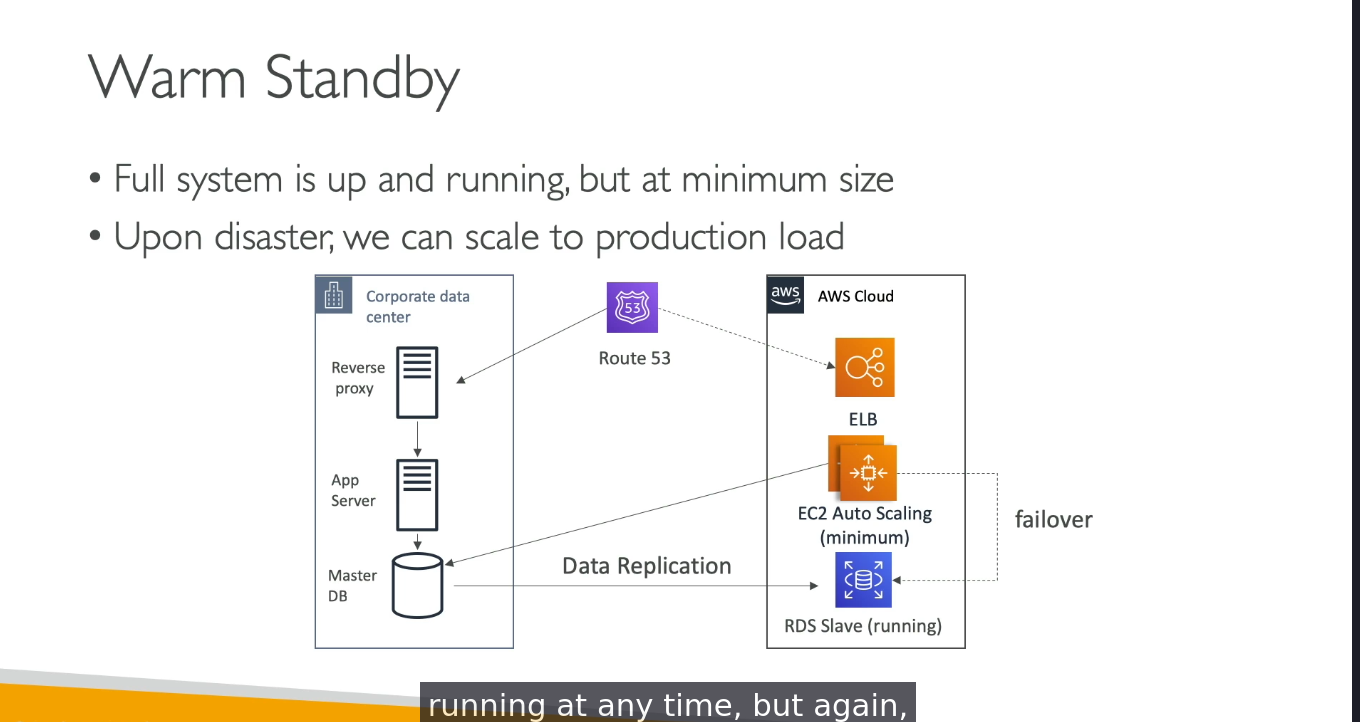 Warm Standby
• Full system is up and running, but at minimum size
• Upon disaster, we can scale to production load
Corporate data
center
53
aws
AWS Cloud
Route 53
Reverse
proxy
ELB
App
Server
EC2 Auto Scaling
(minimum)
failover
Data Replication
Master
DB
RDS Slave (running)
running at any time, but again,